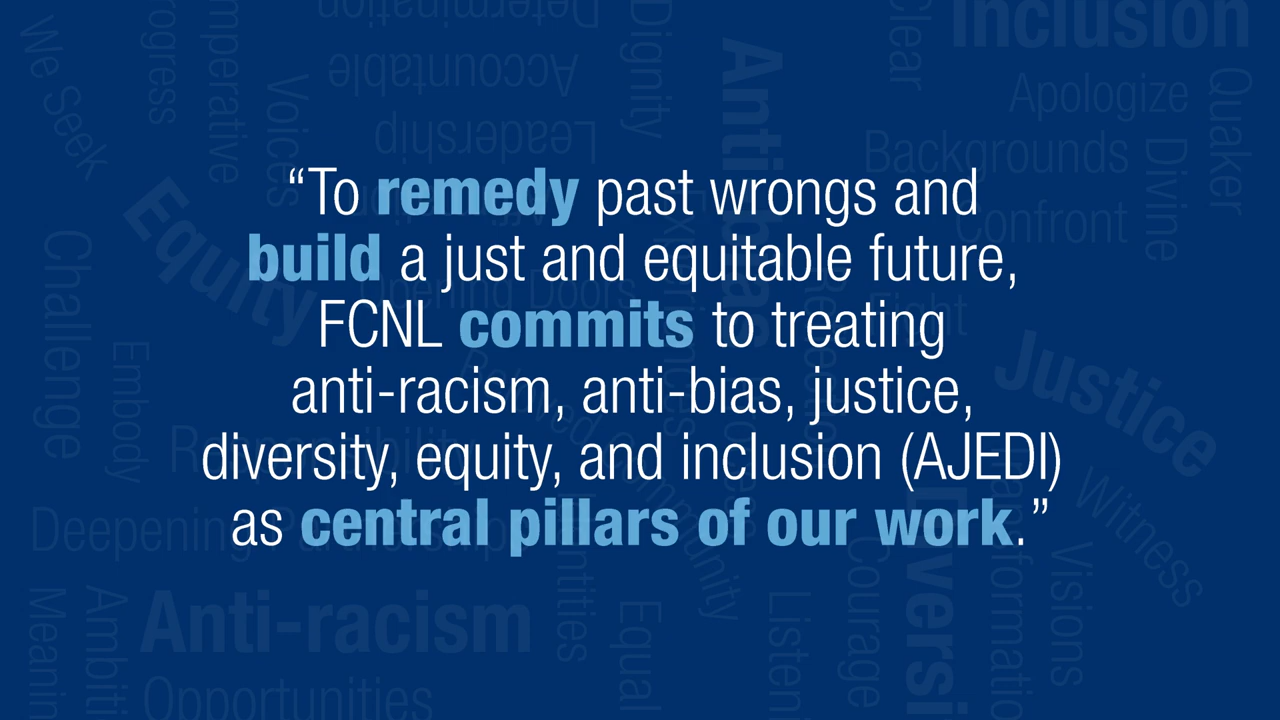 “To remedy past wrongs and
build a just and equitable future,
FCNL commits to treating
anti-racism, anti-bias, justice,
diversity, equity, and inclusion (AJEDI)
as central pillars of our work.”
We Seek
Imperative
Voices
Determination
Accountable
Leadership
Dignity
Clear
Inclusion
Apologize
Backgrounds
Confront
Divine
Quaker
Equity
Challenge
Embody
Justice
Witness
Deepening
Anti-racism
Opportunities
Equal
Courage
Visions